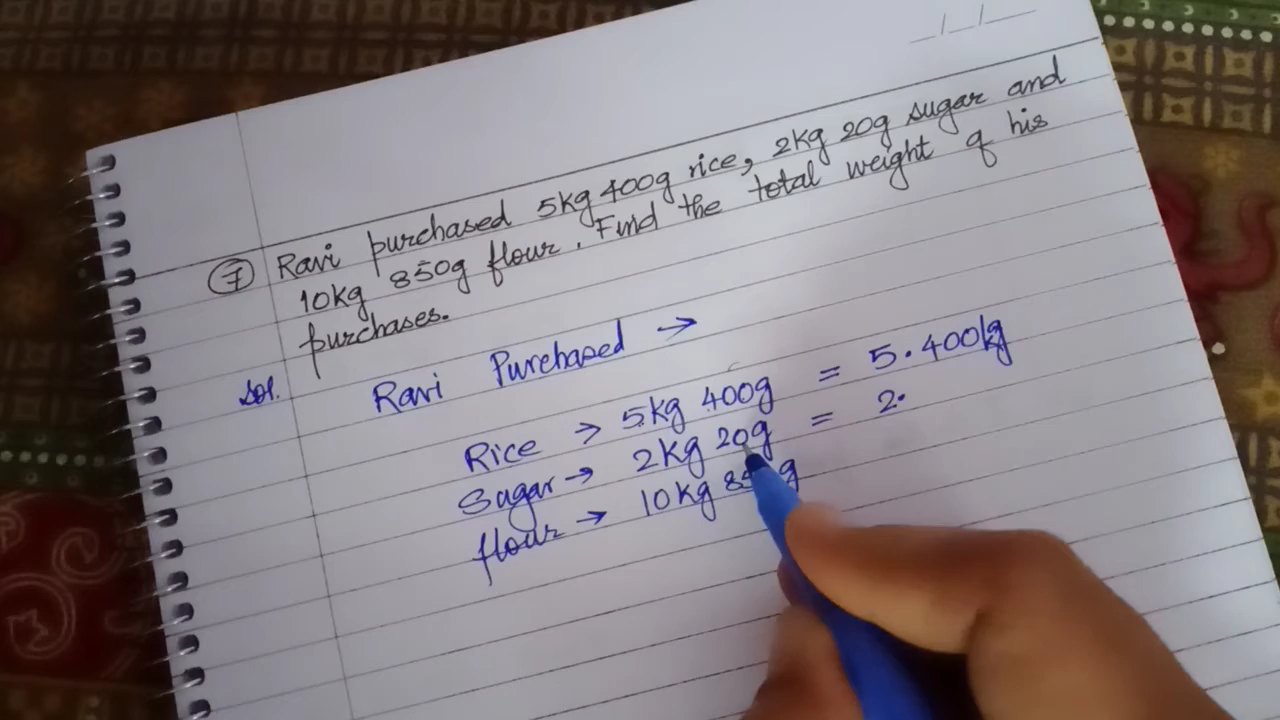 _/_/_
7 Ravi purchased 5kg 400g rice, 2kg 20g sugar and
10kg 850g flour. Find the total weight of his
purchases.
Sol. Ravi Purchased →
Rice → 5kg 400g = 5.400kg
Sugar → 2kg 20g = 2.
flour → 10kg 850g